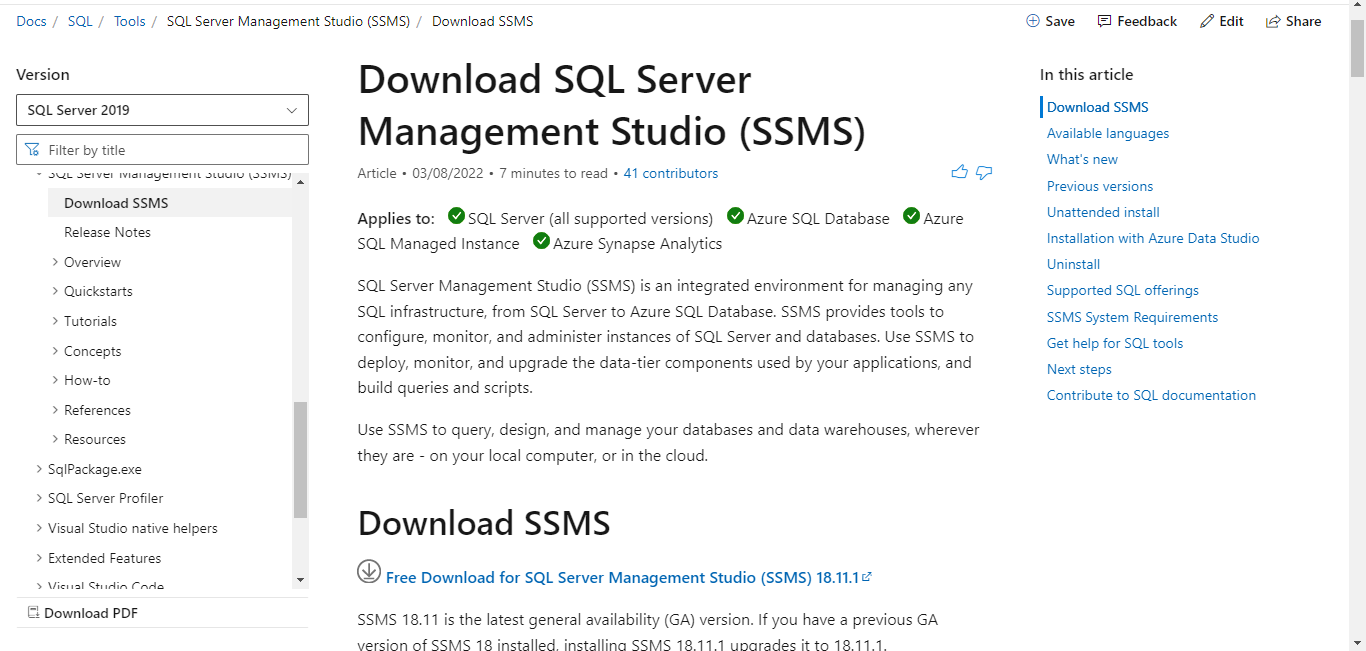 Docs / SQL / Tools / SQL Server Management Studio (SSMS) / Download SSMS
Save Feedback Edit Share
Version
SQL Server 2019
Filter by title
SQL Server Management Studio (SSMS)
Download SSMS
Release Notes
Overview
Quickstarts
Tutorials
Concepts
How-to
References
Resources
SqlPackage.exe
SQL Server Profiler
Visual Studio native helpers
Extended Features
Visual Studio Code
Download PDF
Download SQL Server
Management Studio (SSMS)
Article • 03/08/2022 • 7 minutes to read • 41 contributors
Applies to: SQL Server (all supported versions) Azure SQL Database Azure
SQL Managed Instance Azure Synapse Analytics
SQL Server Management Studio (SSMS) is an integrated environment for managing any
SQL infrastructure, from SQL Server to Azure SQL Database. SSMS provides tools to
configure, monitor, and administer instances of SQL Server and databases. Use SSMS to
deploy, monitor, and upgrade the data-tier components used by your applications, and
build queries and scripts.
Use SSMS to query, design, and manage your databases and data warehouses, wherever
they are - on your local computer, or in the cloud.
Download SSMS
Free Download for SQL Server Management Studio (SSMS) 18.11.1
SSMS 18.11 is the latest general availability (GA) version. If you have a previous GA
version of SSMS 18 installed, installing SSMS 18.11.1 upgrades it to 18.11.1.
In this article
Download SSMS
Available languages
What's new
Previous versions
Unattended install
Installation with Azure Data Studio
Uninstall
Supported SQL offerings
SSMS System Requirements
Get help for SQL tools
Next steps
Contribute to SQL documentation